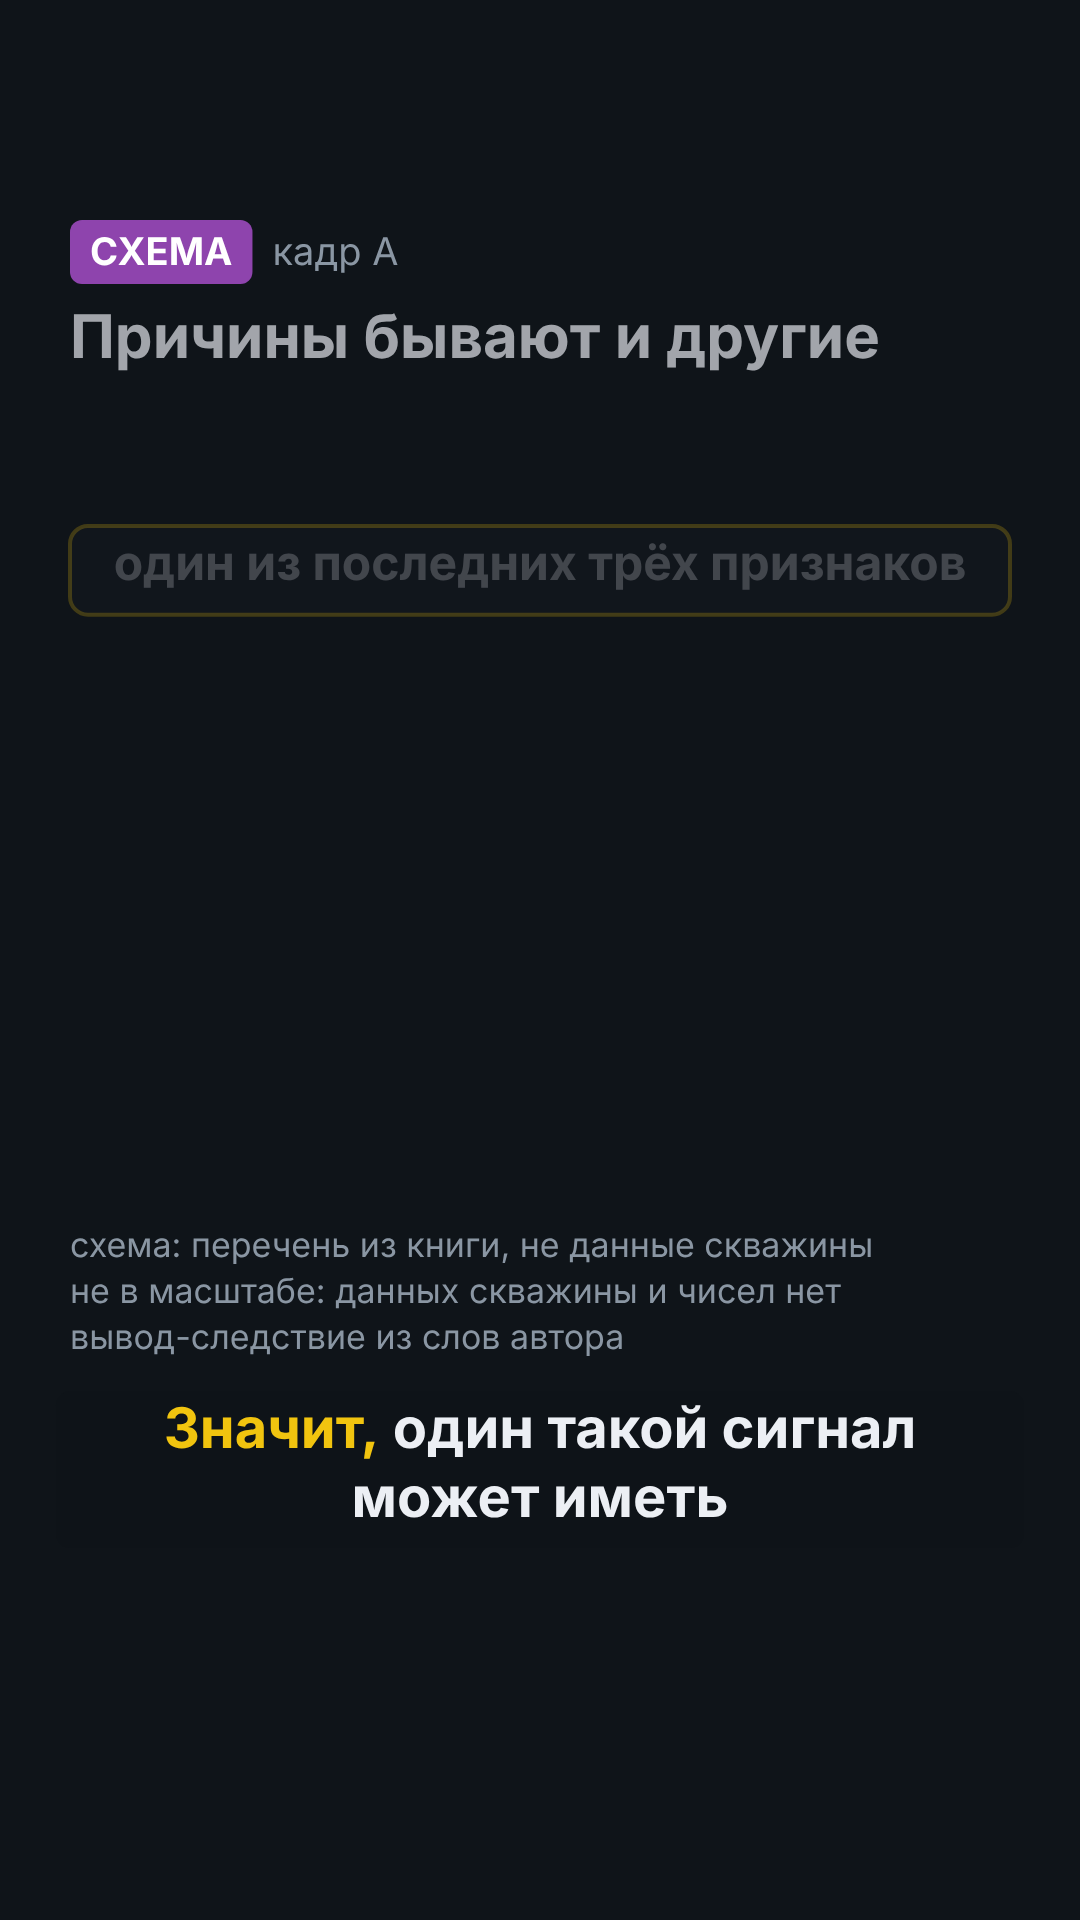 СХЕМА кадр А
Причины бывают и другие
один из последних трёх признаков
схема: перечень из книги, не данные скважины
не в масштабе: данных скважины и чисел нет
вывод-следствие из слов автора
Значит, один такой сигнал
может иметь